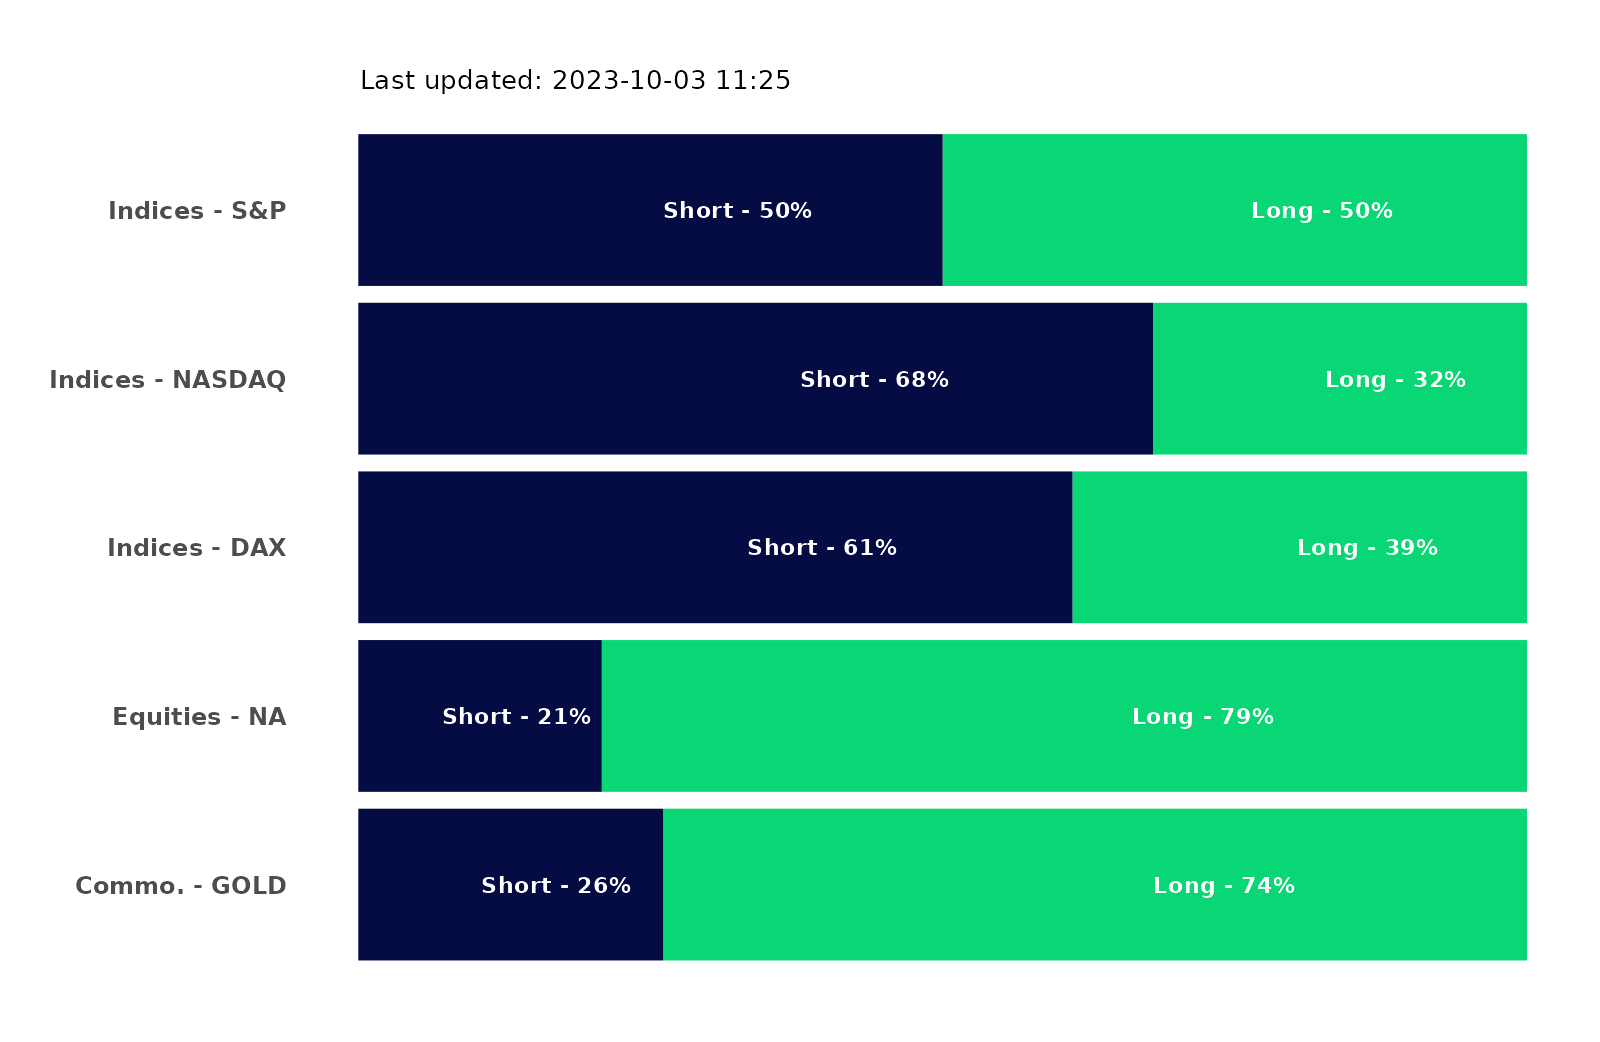 Last updated: 2023-10-03 11:25
Indices - S&P Short - 50% Long - 50%
Indices - NASDAQ Short - 68% Long - 32%
Indices - DAX Short - 61% Long - 39%
Equities - NA Short - 21% Long - 79%
Commo. - GOLD Short - 26% Long - 74%